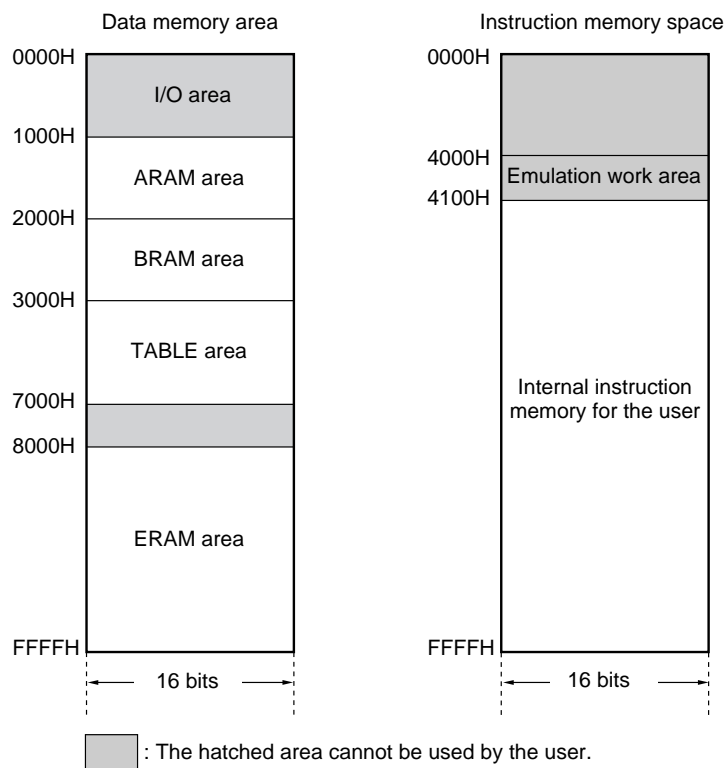 Data memory area
0000H
I/O area
1000H
ARAM area
2000H
BRAM area
3000H
TABLE area
7000H
8000H
ERAM area
FFFFH
16 bits
Instruction memory space
0000H
4000H
Emulation work area
4100H
Internal instruction
memory for the user
FFFFH
16 bits
: The hatched area cannot be used by the user.